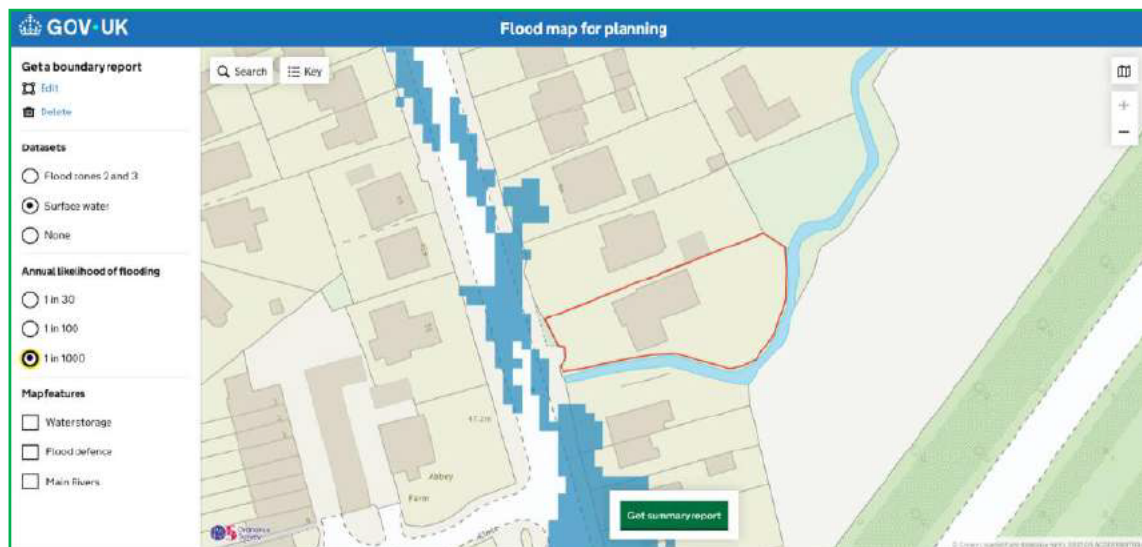 GOV·UK
Flood map for planning
Get a boundary report
Edit
Delete
Datasets
Flood zones 2 and 3
Surface water
None
Annual likelihood of flooding
1 in 30
1 in 100
1 in 1000
Map features
Water storage
Flood defence
Main Rivers
Search
Key
Abbey
Farm
Ordnance
Survey
Get summary report